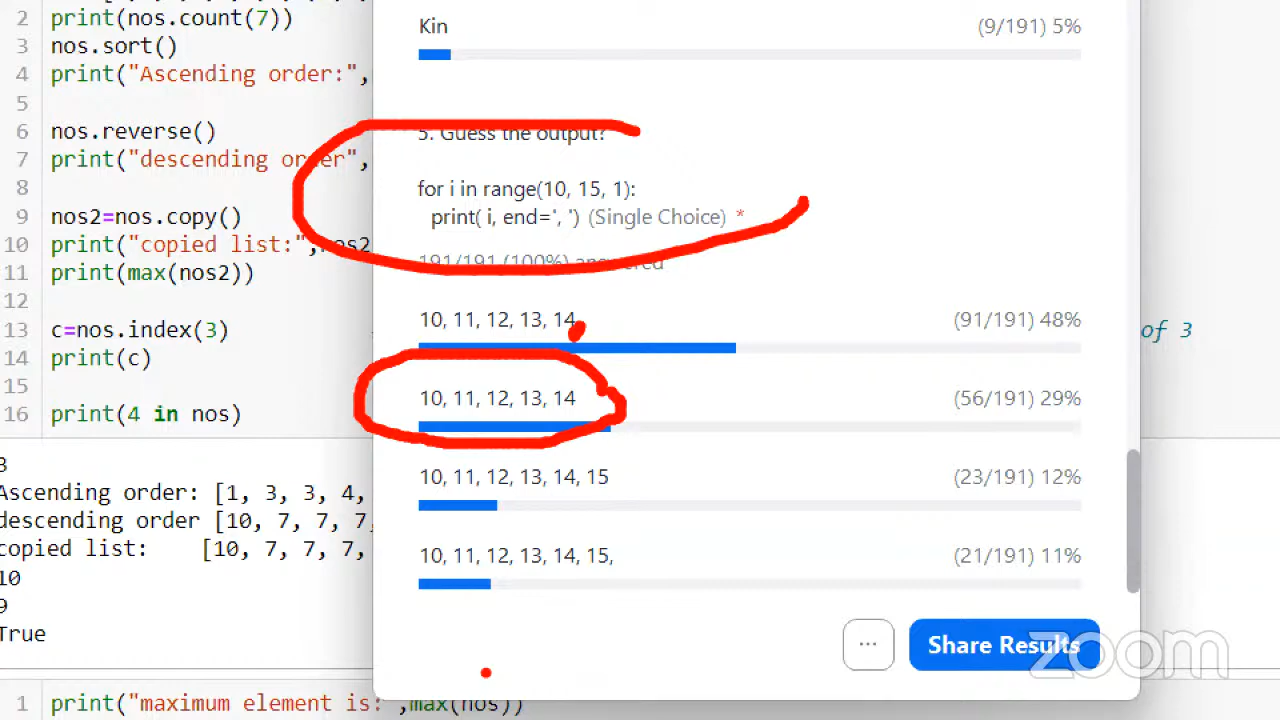 2 print(nos.count(7))
3 nos.sort()
4 print("Ascending order:",
5
6 nos.reverse()
7 print("descending order",
8
9 nos2=nos.copy()
10 print("copied list:",nos2
11 print(max(nos2))
12
13 c=nos.index(3)
of 3
14 print(c)
15
16 print(4 in nos)
3
Ascending order: [1, 3, 3, 4,
descending order [10, 7, 7, 7,
copied list: [10, 7, 7, 7,
10
9
True
1 print("maximum element is: ",max(nos))
Kin (9/191) 5%
5. Guess the output?
for i in range(10, 15, 1):
print( i, end=', ') (Single Choice) *
191/191 (100%) answered
10, 11, 12, 13, 14, (91/191) 48%
10, 11, 12, 13, 14 (56/191) 29%
10, 11, 12, 13, 14, 15 (23/191) 12%
10, 11, 12, 13, 14, 15, (21/191) 11%
... Share Results
zoom